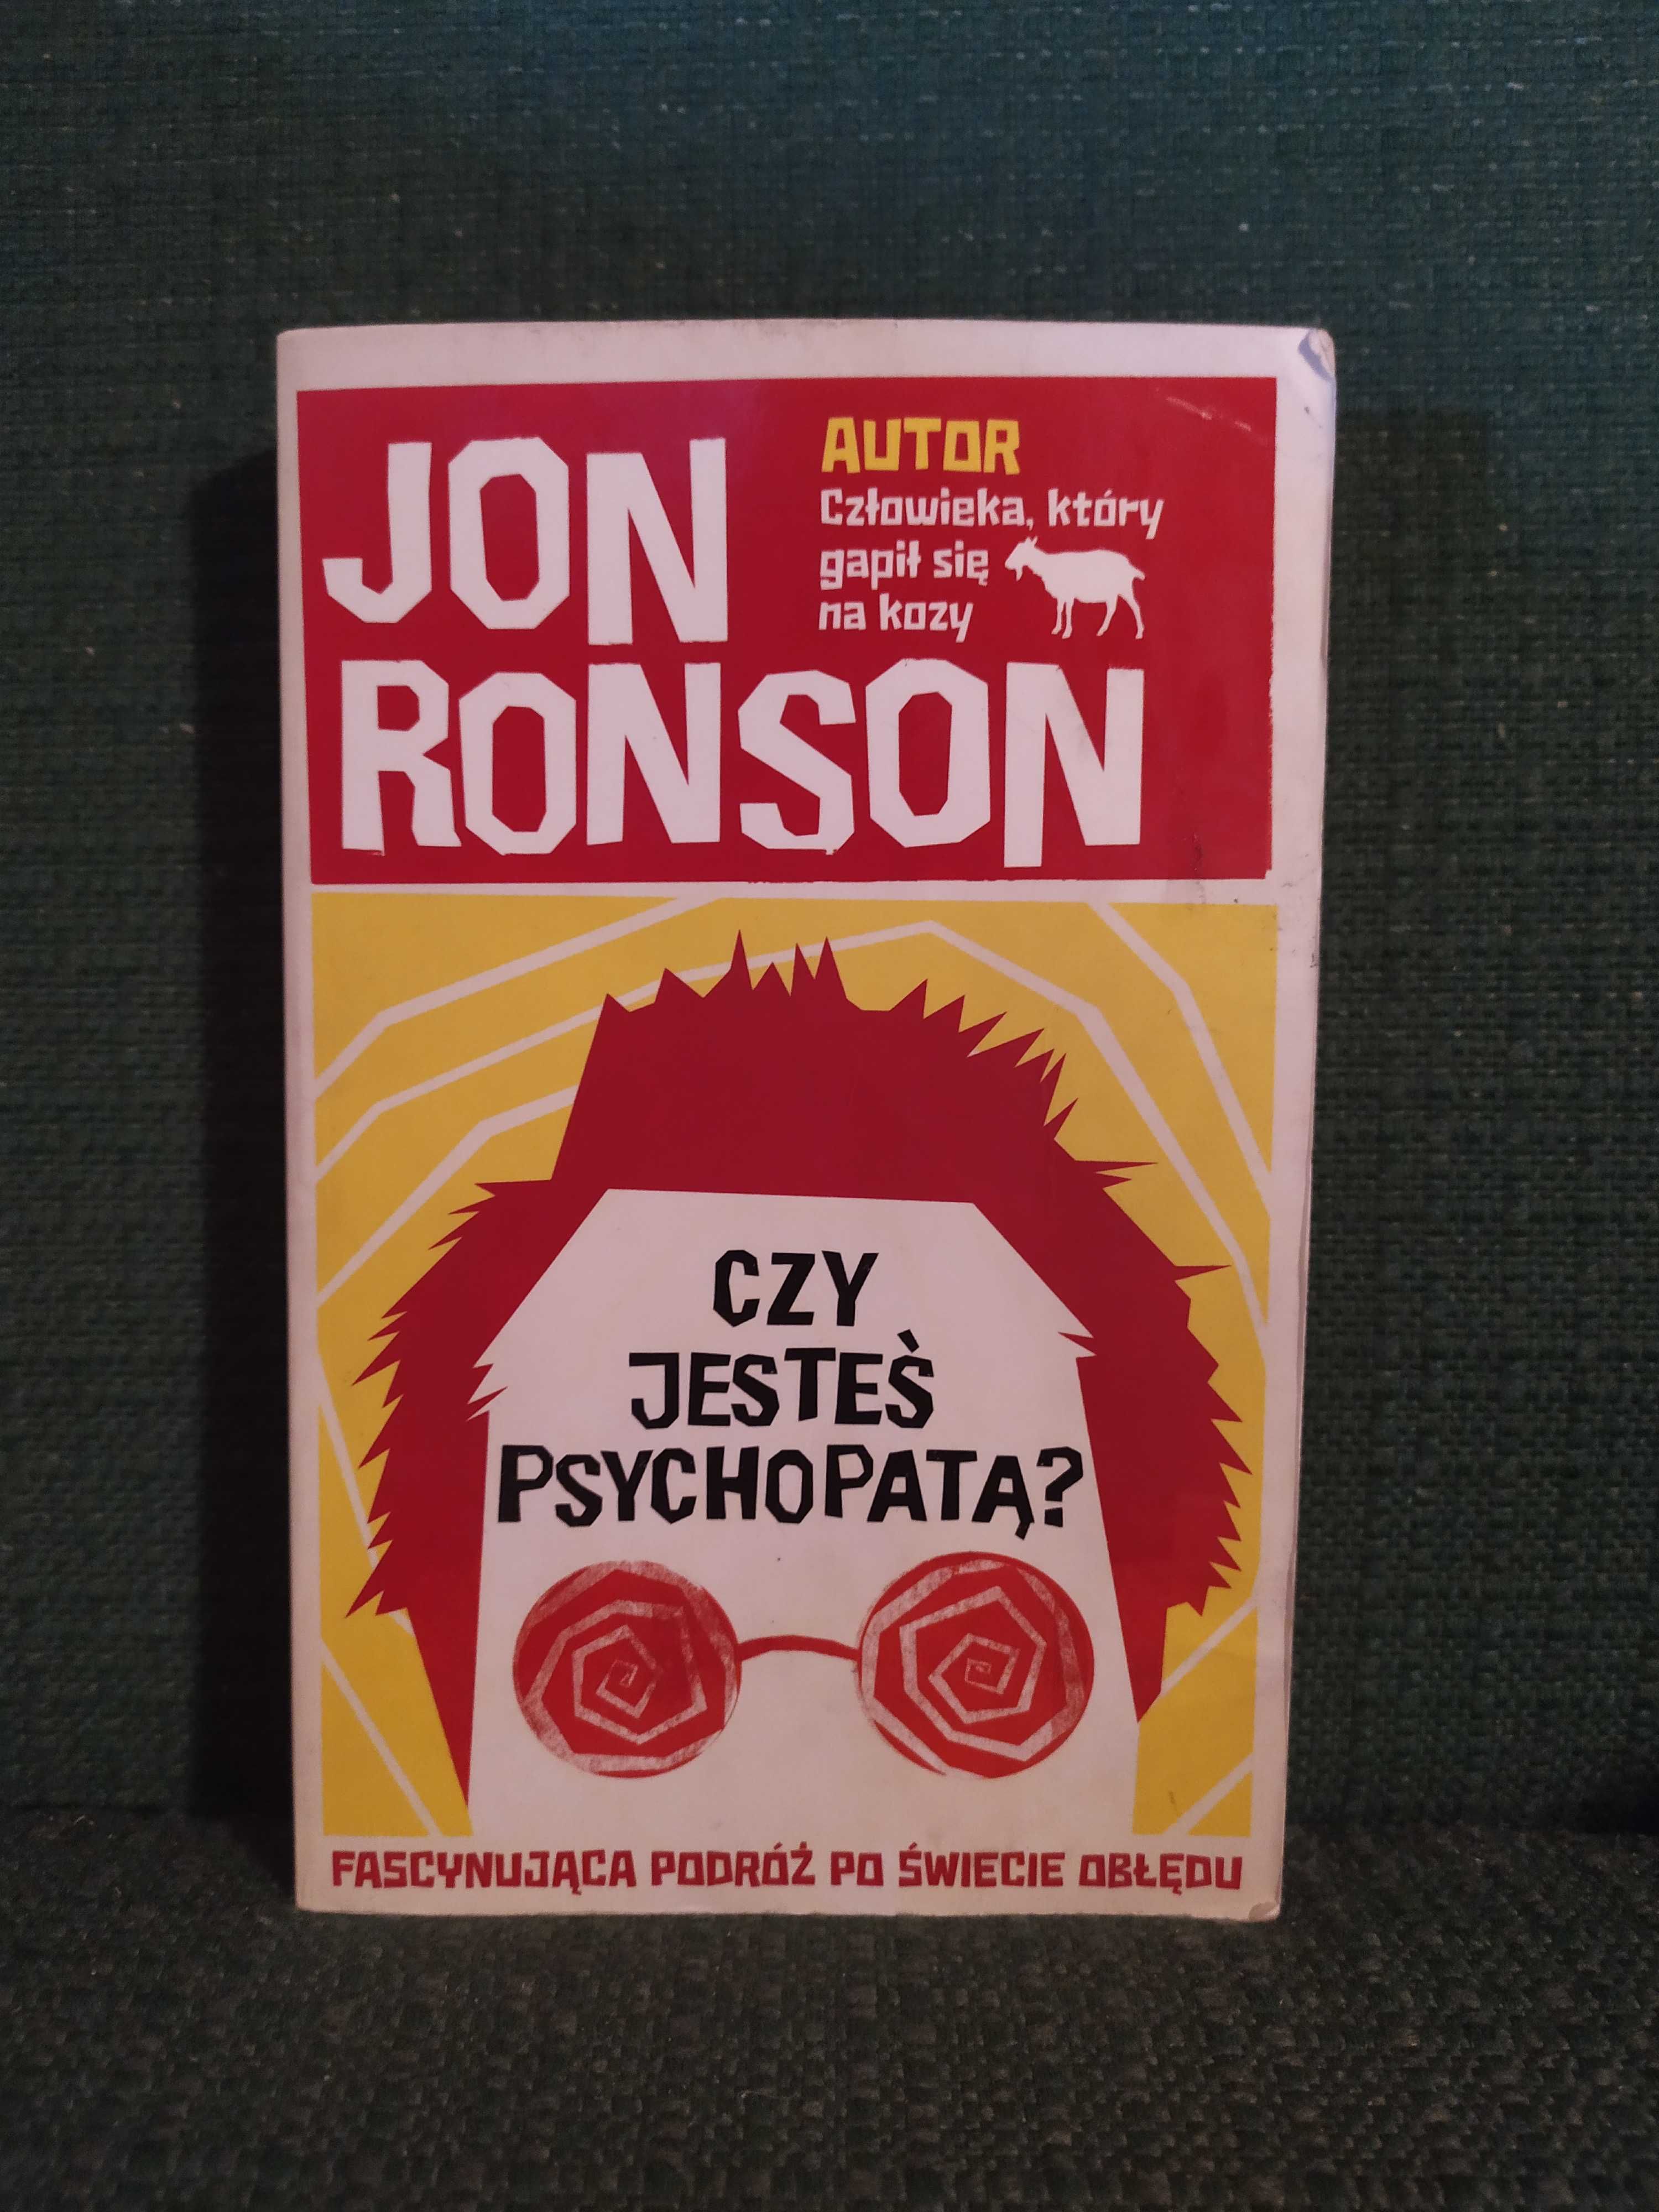 JON
RONSON
AUTOR
Człowieka, który
gapił się
na kozy
CZY
JESTEŚ
PSYCHOPATĄ?
FASCYNUJĄCA PODRÓŻ PO ŚWIECIE OBŁĘDU